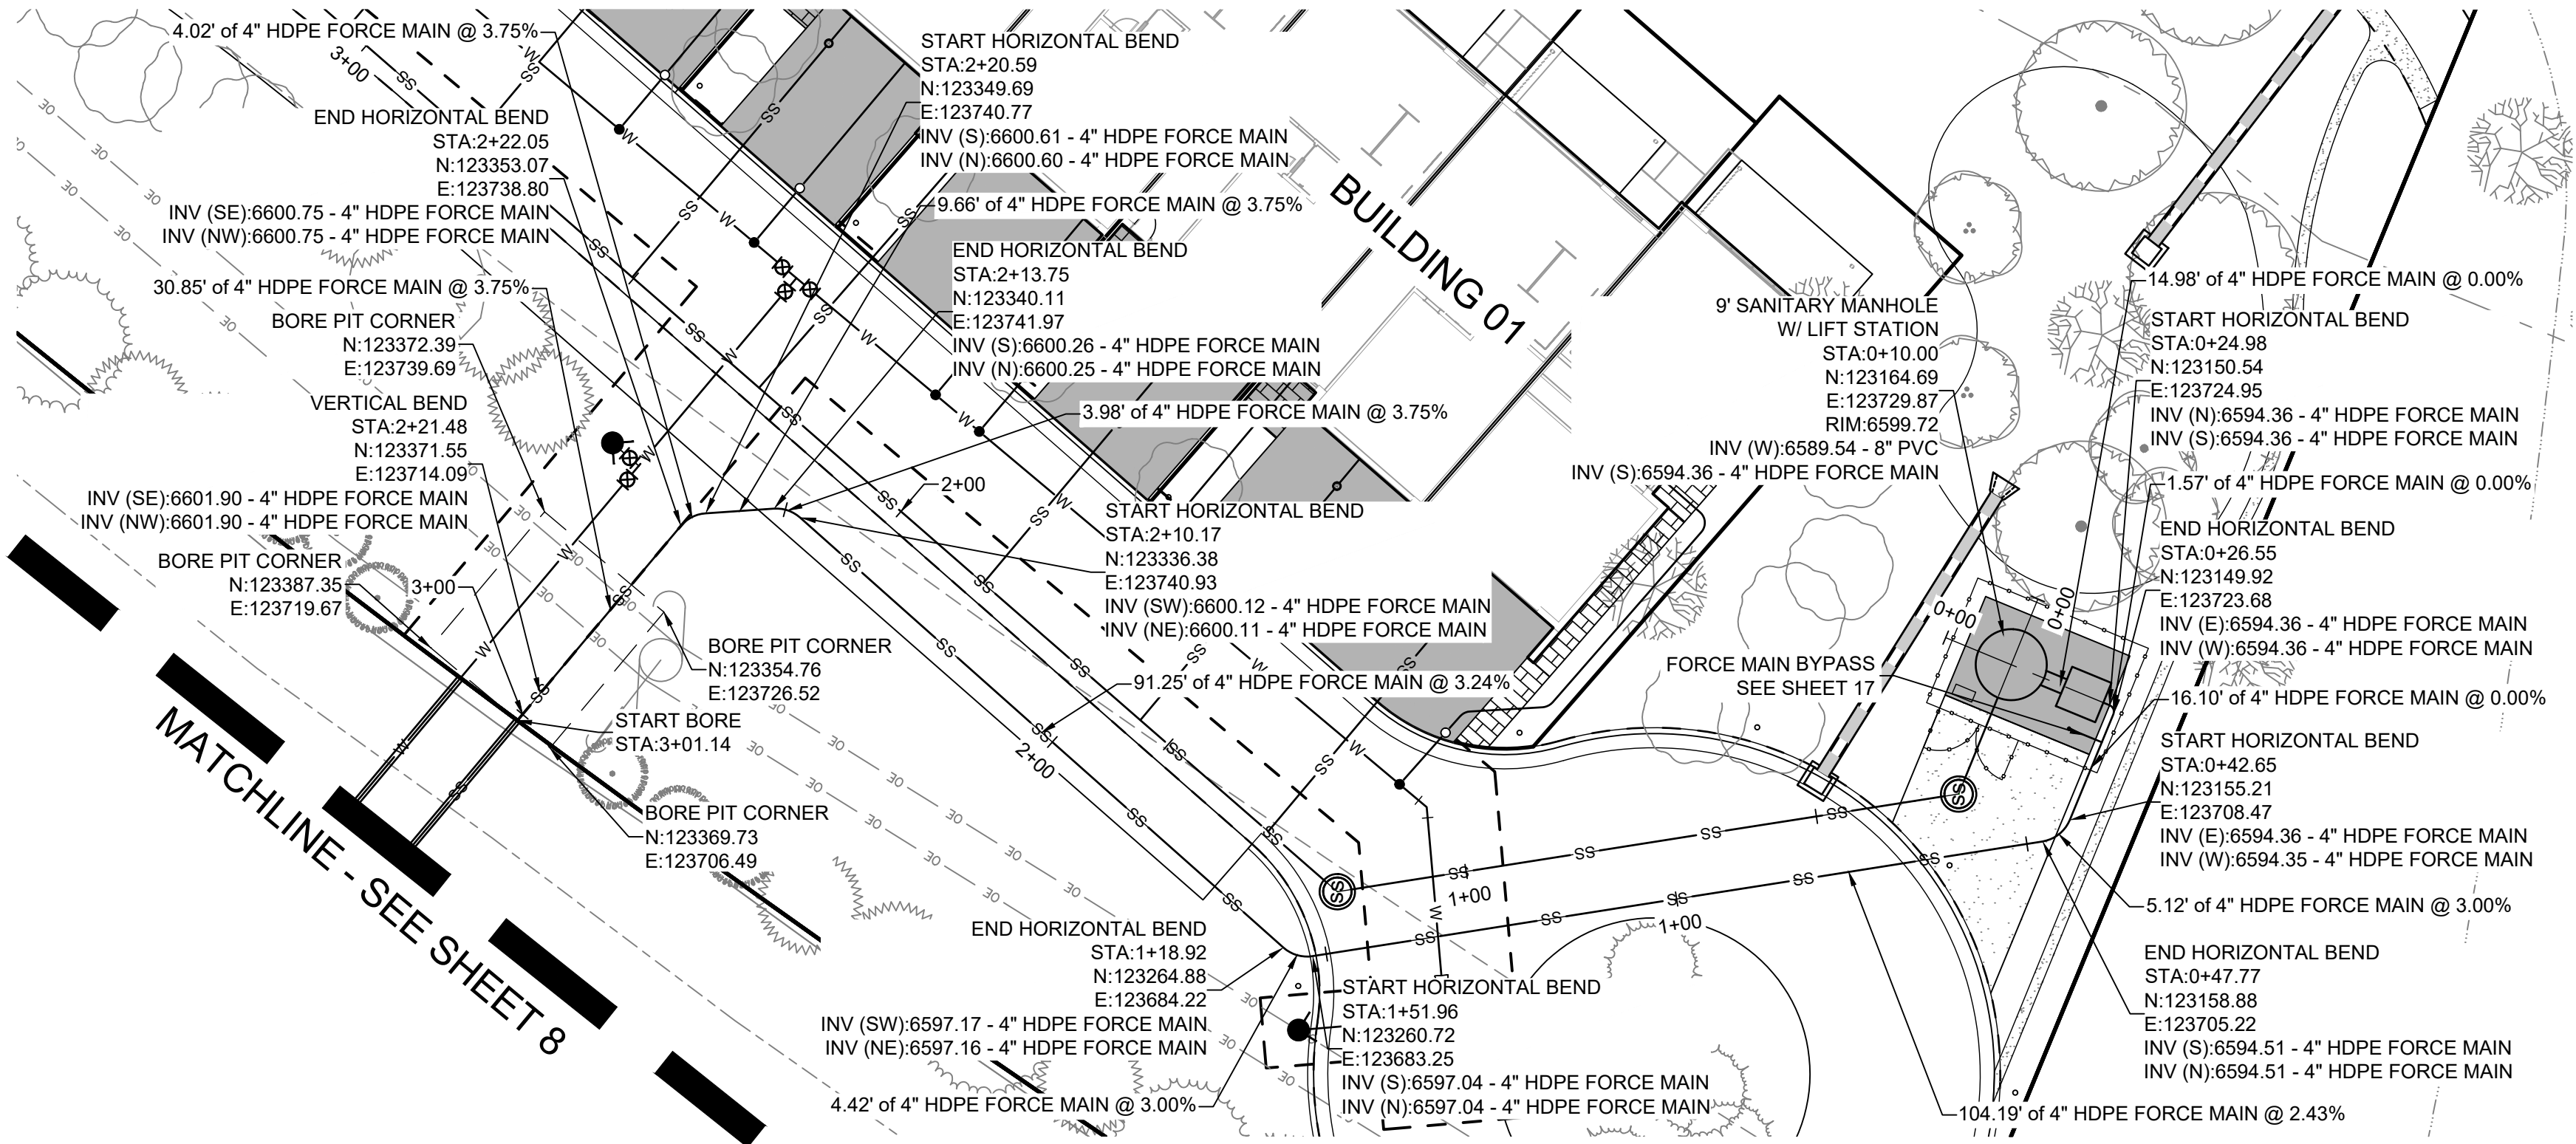 4.02' of 4" HDPE FORCE MAIN @ 3.75%
3+00
END HORIZONTAL BEND
STA:2+22.05
N:123353.07
E:123738.80
INV (SE):6600.75 - 4" HDPE FORCE MAIN
INV (NW):6600.75 - 4" HDPE FORCE MAIN
30.85' of 4" HDPE FORCE MAIN @ 3.75%
BORE PIT CORNER
N:123372.39
E:123739.69
VERTICAL BEND
STA:2+21.48
N:123371.55
E:123714.09
INV (SE):6601.90 - 4" HDPE FORCE MAIN
INV (NW):6601.90 - 4" HDPE FORCE MAIN
BORE PIT CORNER
N:123387.35
E:123719.67
3+00
MATCHLINE - SEE SHEET 8
START HORIZONTAL BEND
STA:2+20.59
N:123349.69
E:123740.77
INV (S):6600.61 - 4" HDPE FORCE MAIN
INV (N):6600.60 - 4" HDPE FORCE MAIN
9.66' of 4" HDPE FORCE MAIN @ 3.75%
END HORIZONTAL BEND
STA:2+13.75
N:123340.11
E:123741.97
INV (S):6600.26 - 4" HDPE FORCE MAIN
INV (N):6600.25 - 4" HDPE FORCE MAIN
3.98' of 4" HDPE FORCE MAIN @ 3.75%
2+00
START HORIZONTAL BEND
STA:2+10.17
N:123336.38
E:123740.93
INV (SW):6600.12 - 4" HDPE FORCE MAIN
INV (NE):6600.11 - 4" HDPE FORCE MAIN
BORE PIT CORNER
N:123354.76
E:123726.52
START BORE
STA:3+01.14
91.25' of 4" HDPE FORCE MAIN @ 3.24%
2+00
BORE PIT CORNER
N:123369.73
E:123706.49
END HORIZONTAL BEND
STA:1+18.92
N:123264.88
E:123684.22
INV (SW):6597.17 - 4" HDPE FORCE MAIN
INV (NE):6597.16 - 4" HDPE FORCE MAIN
4.42' of 4" HDPE FORCE MAIN @ 3.00%
START HORIZONTAL BEND
STA:1+51.96
N:123260.72
E:123683.25
INV (S):6597.04 - 4" HDPE FORCE MAIN
INV (N):6597.04 - 4" HDPE FORCE MAIN
1+00
1+00
BUILDING 01
9' SANITARY MANHOLE
W/ LIFT STATION
STA:0+10.00
N:123164.69
E:123729.87
RIM:6599.72
INV (W):6589.54 - 8" PVC
INV (S):6594.36 - 4" HDPE FORCE MAIN
FORCE MAIN BYPASS
SEE SHEET 17
0+00
0+00
14.98' of 4" HDPE FORCE MAIN @ 0.00%
START HORIZONTAL BEND
STA:0+24.98
N:123150.54
E:123724.95
INV (N):6594.36 - 4" HDPE FORCE MAIN
INV (S):6594.36 - 4" HDPE FORCE MAIN
1.57' of 4" HDPE FORCE MAIN @ 0.00%
END HORIZONTAL BEND
STA:0+26.55
N:123149.92
E:123723.68
INV (E):6594.36 - 4" HDPE FORCE MAIN
INV (W):6594.36 - 4" HDPE FORCE MAIN
16.10' of 4" HDPE FORCE MAIN @ 0.00%
START HORIZONTAL BEND
STA:0+42.65
N:123155.21
E:123708.47
INV (E):6594.36 - 4" HDPE FORCE MAIN
INV (W):6594.35 - 4" HDPE FORCE MAIN
5.12' of 4" HDPE FORCE MAIN @ 3.00%
END HORIZONTAL BEND
STA:0+47.77
N:123158.88
E:123705.22
INV (S):6594.51 - 4" HDPE FORCE MAIN
INV (N):6594.51 - 4" HDPE FORCE MAIN
104.19' of 4" HDPE FORCE MAIN @ 2.43%
SS
SS
W
W
OE
OE